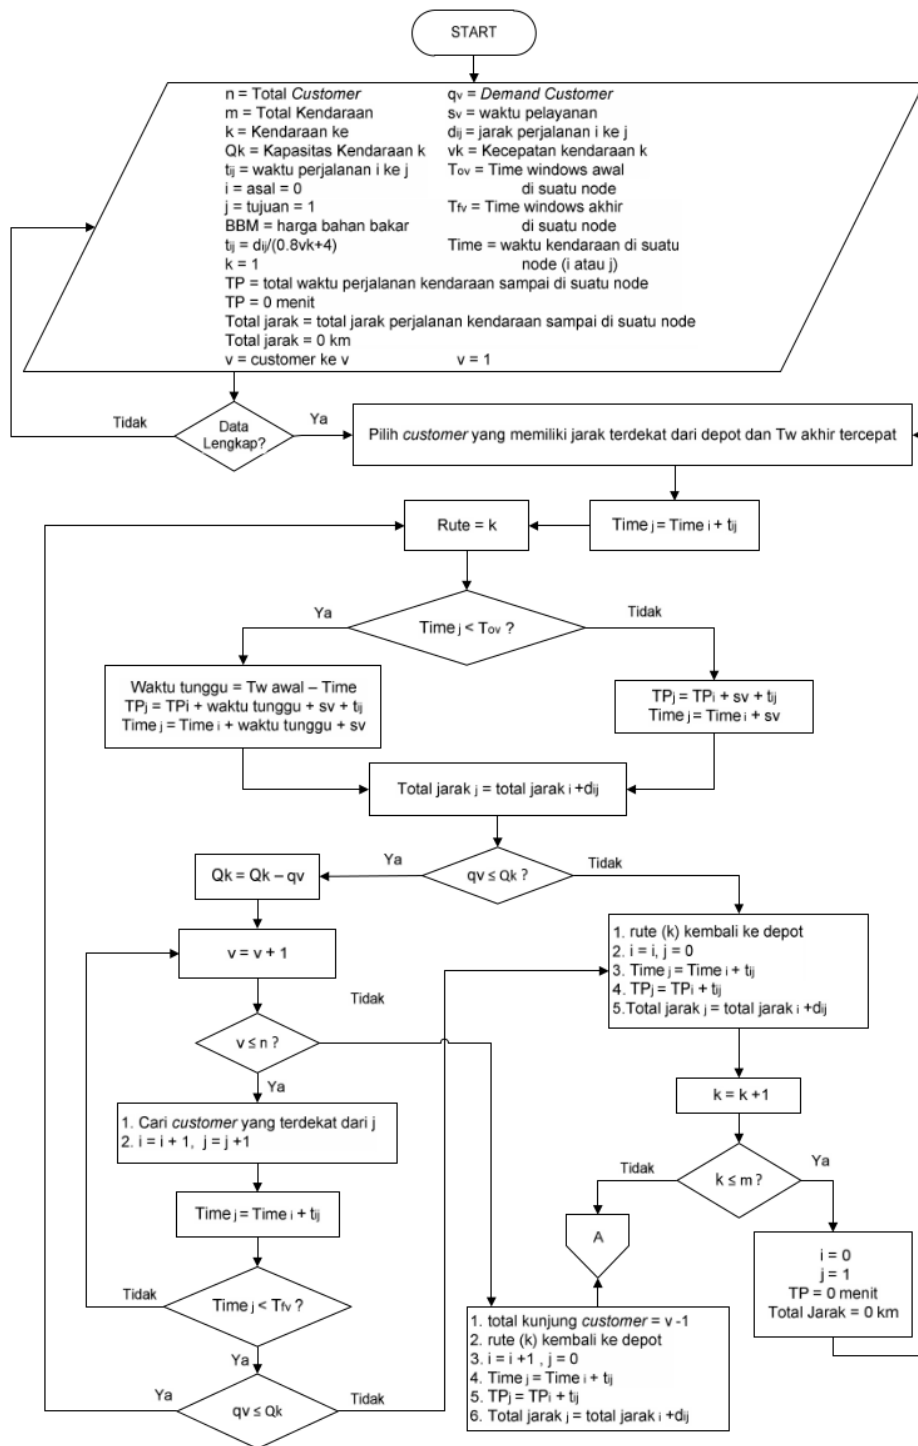 START
n = Total Customer
qv = Demand Customer
m = Total Kendaraan
sv = waktu pelayanan
k = Kendaraan ke
dij = jarak perjalanan i ke j
Qk = Kapasitas Kendaraan k
vk = Kecepatan kendaraan k
tij = waktu perjalanan i ke j
Tov = Time windows awal
i = asal = 0
di suatu node
j = tujuan = 1
Tfv = Time windows akhir
BBM = harga bahan bakar
di suatu node
tij = dij/(0.8vk+4)
Time = waktu kendaraan di suatu
k = 1
node (i atau j)
TP = total waktu perjalanan kendaraan sampai di suatu node
TP = 0 menit
Total jarak = total jarak perjalanan kendaraan sampai di suatu node
Total jarak = 0 km
v = customer ke v
v = 1
Tidak
Data
Lengkap?
Ya
Pilih customer yang memiliki jarak terdekat dari depot dan Tw akhir tercepat
Rute = k
Time j = Time i + tij
Ya
Time j < Tov ?
Tidak
Waktu tunggu = Tw awal – Time
TPj = TPi + waktu tunggu + sv + tij
Time j = Time i + waktu tunggu + sv
TPj = TPi + sv + tij
Time j = Time i + sv
Total jarak j = total jarak i +dij
Ya
qv ≤ Qk ?
Tidak
Qk = Qk – qv
1. rute (k) kembali ke depot
2. i = i, j = 0
3. Time j = Time i + tij
4. TPj = TPi + tij
5.Total jarak j = total jarak i +dij
v = v + 1
Tidak
v ≤ n ?
Ya
k = k +1
1. Cari customer yang terdekat dari j
2. i = i + 1, j = j +1
Tidak
k ≤ m ?
Ya
Time j = Time i + tij
A
i = 0
j = 1
TP = 0 menit
Total Jarak = 0 km
Tidak
Time j < Tfv ?
Ya
1. total kunjung customer = v -1
2. rute (k) kembali ke depot
3. i = i +1 , j = 0
4. Time j = Time i + tij
5. TPj = TPi + tij
6. Total jarak j = total jarak i +dij
Ya
qv ≤ Qk
Tidak